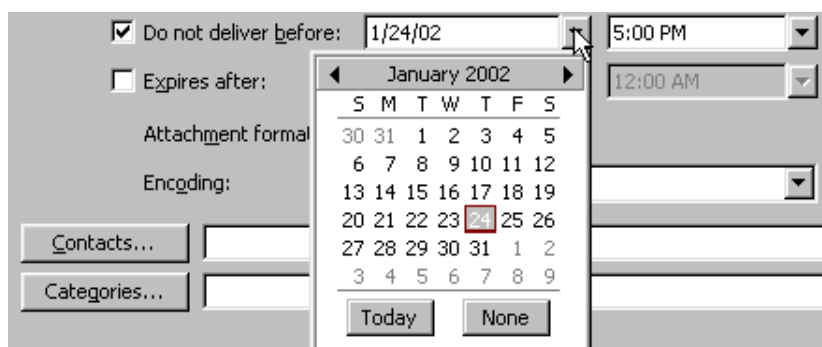 Do not deliver before: 1/24/02 5:00 PM
Expires after: 12:00 AM
January 2002
S M T W T F S
30 31 1 2 3 4 5
6 7 8 9 10 11 12
13 14 15 16 17 18 19
20 21 22 23 24 25 26
27 28 29 30 31 1 2
3 4 5 6 7 8 9
Today None
Attachment format
Encoding:
Contacts...
Categories...